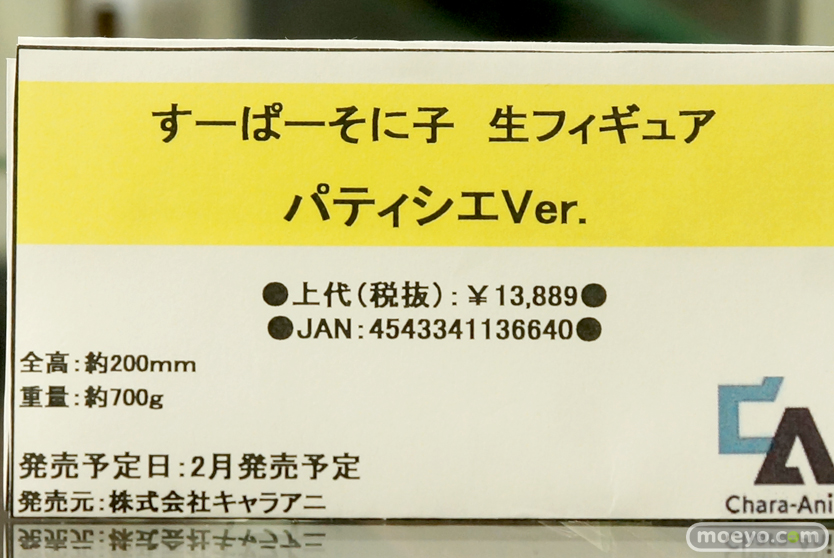 すーぱーそに子 生フィギュア
パティシエVer.
●上代(税抜):￥13,889●
●JAN:4543341136640●
全高:約200mm
重量:約700g
発売予定日:2月発売予定
発売元:株式会社キャラアニ
CA
Chara-Ani
moeyo.com